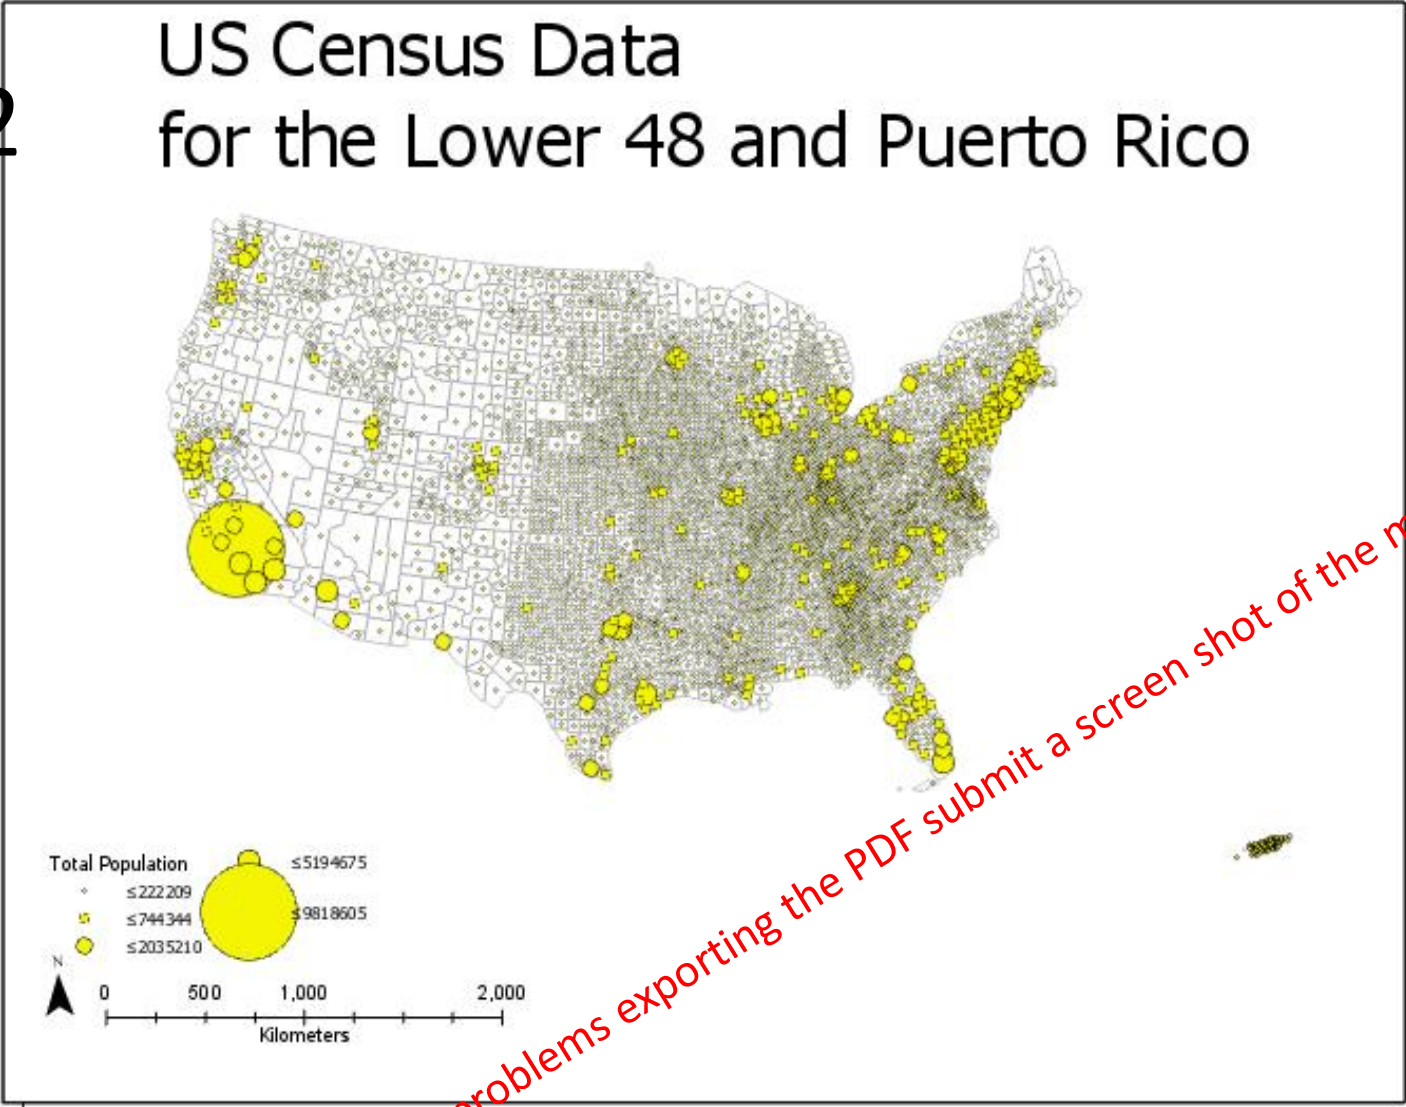 US Census Data
2
for the Lower 48 and Puerto Rico
Total Population
≤222209
≤744344
≤2035210
≤5194675
≤9818605
N
0 500 1,000 2,000
Kilometers
problems exporting the PDF submit a screen shot of the